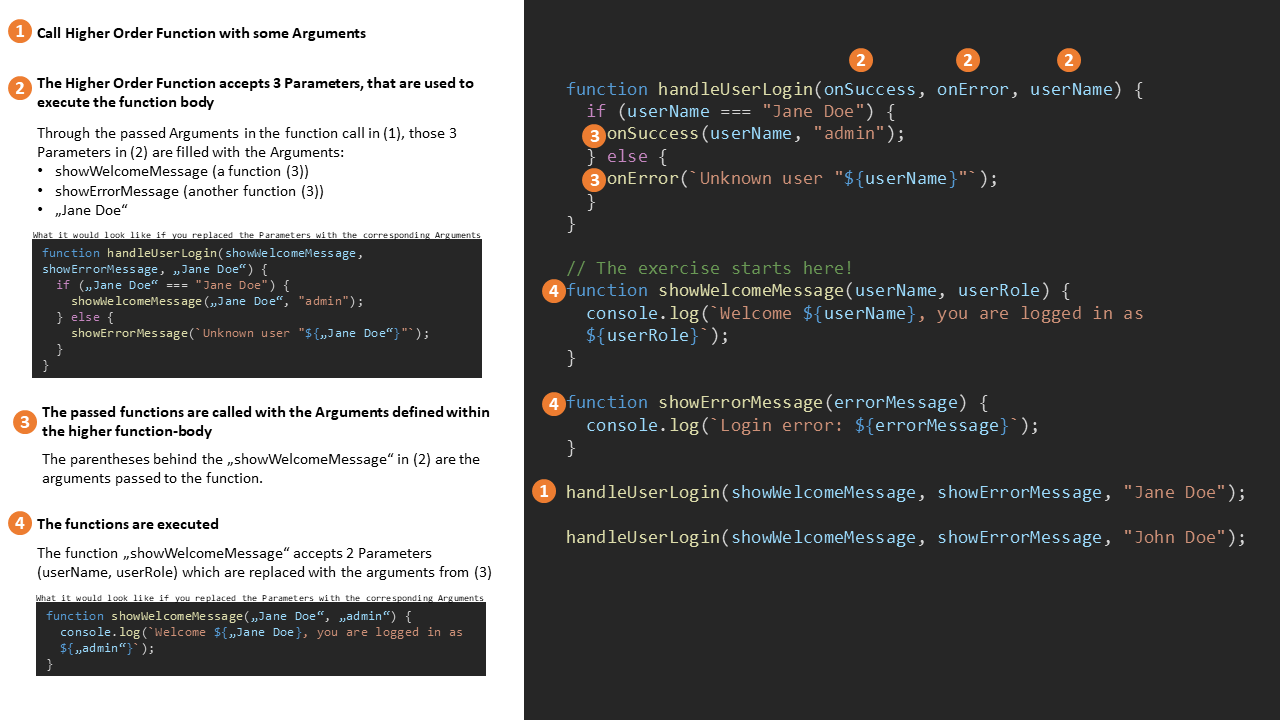 1 Call Higher Order Function with some Arguments
2 The Higher Order Function accepts 3 Parameters, that are used to
execute the function body
Through the passed Arguments in the function call in (1), those 3
Parameters in (2) are filled with the Arguments:
• showWelcomeMessage (a function (3))
• showErrorMessage (another function (3))
• „Jane Doe“
What it would look like if you replaced the Parameters with the corresponding Arguments
function handleUserLogin(showWelcomeMessage,
showErrorMessage, „Jane Doe“) {
if („Jane Doe“ === "Jane Doe") {
showWelcomeMessage(„Jane Doe“, "admin");
} else {
showErrorMessage(`Unknown user "${„Jane Doe“}"`);
}
}
3 The passed functions are called with the Arguments defined within
the higher function-body
The parentheses behind the „showWelcomeMessage“ in (2) are the
arguments passed to the function.
4 The functions are executed
The function „showWelcomeMessage“ accepts 2 Parameters
(userName, userRole) which are replaced with the arguments from (3)
What it would look like if you replaced the Parameters with the corresponding Arguments
function showWelcomeMessage(„Jane Doe“, „admin“) {
console.log(`Welcome ${„Jane Doe}, you are logged in as
${„admin“}`);
}
2 2 2
function handleUserLogin(onSuccess, onError, userName) {
if (userName === "Jane Doe") {
3 onSuccess(userName, "admin");
} else {
3 onError(`Unknown user "${userName}"`);
}
}
// The exercise starts here!
4 function showWelcomeMessage(userName, userRole) {
console.log(`Welcome ${userName}, you are logged in as
${userRole}`);
}
4 function showErrorMessage(errorMessage) {
console.log(`Login error: ${errorMessage}`);
}
1 handleUserLogin(showWelcomeMessage, showErrorMessage, "Jane Doe");
handleUserLogin(showWelcomeMessage, showErrorMessage, "John Doe");